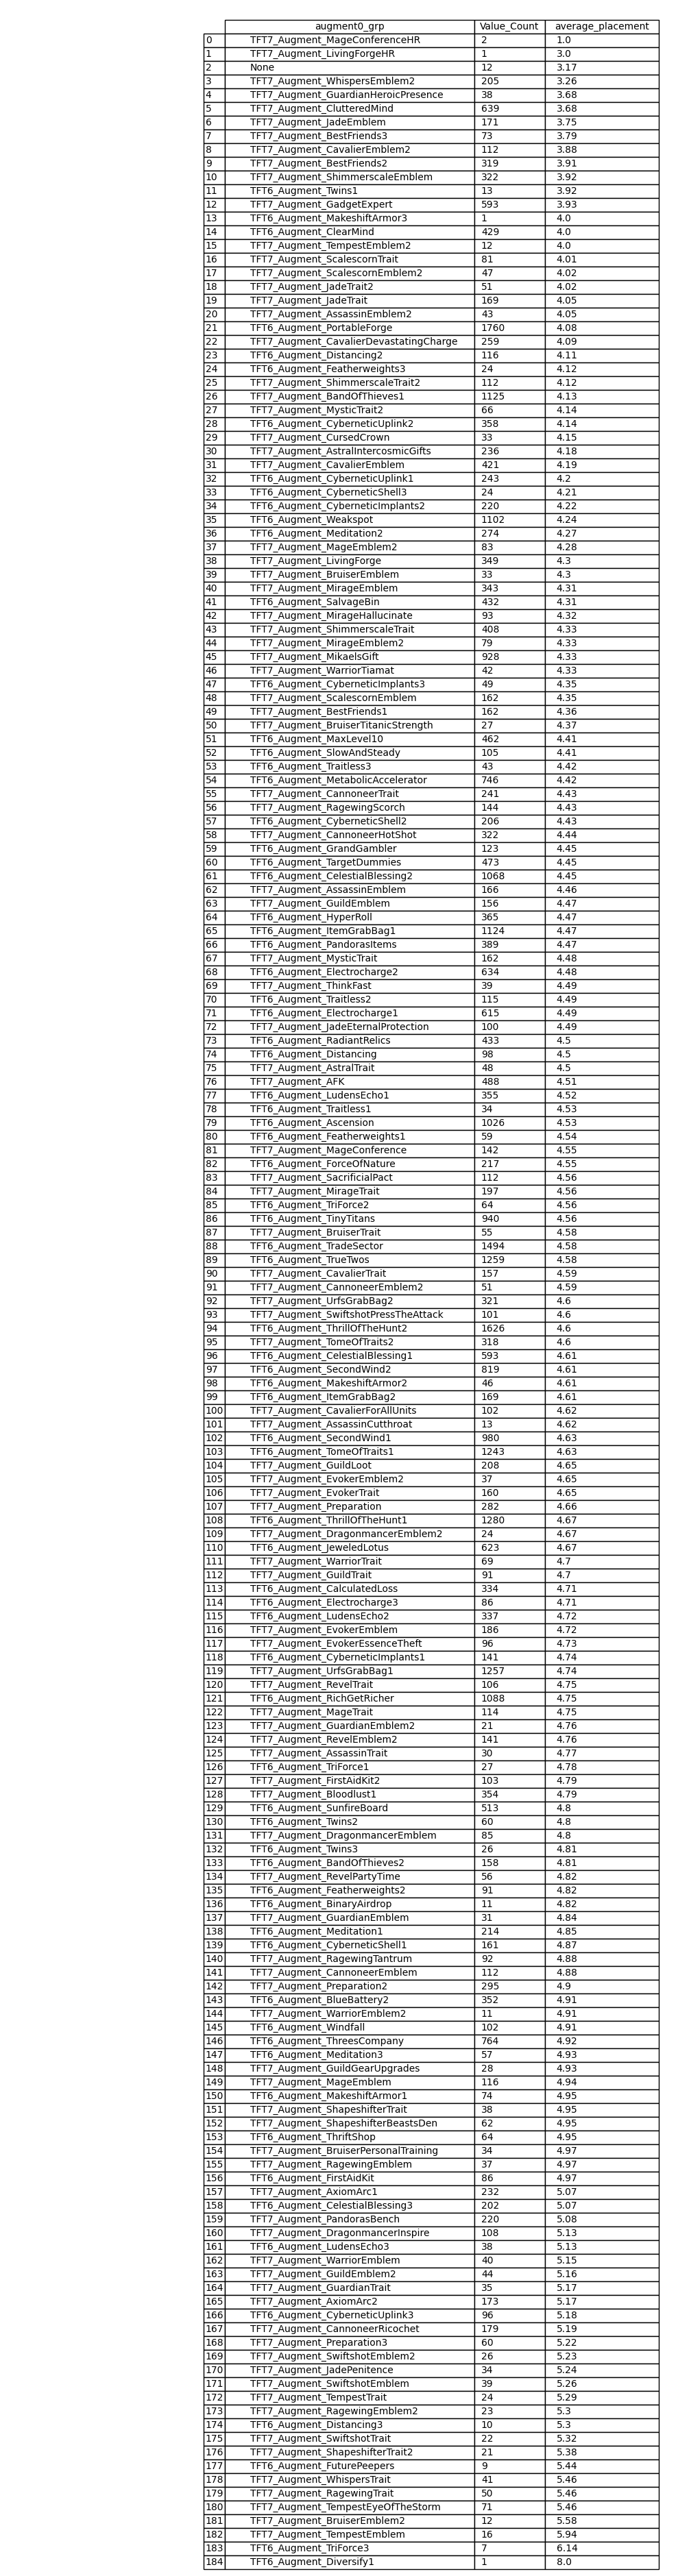 augment0_grp Value_Count average_placement
0 TFT7_Augment_MageConferenceHR 2 1.0
1 TFT7_Augment_LivingForgeHR 1 3.0
2 None 12 3.17
3 TFT7_Augment_WhispersEmblem2 205 3.26
4 TFT7_Augment_GuardianHeroicPresence 38 3.68
5 TFT7_Augment_ClutteredMind 639 3.68
6 TFT7_Augment_JadeEmblem 171 3.75
7 TFT7_Augment_BestFriends3 73 3.79
8 TFT7_Augment_CavalierEmblem2 112 3.88
9 TFT7_Augment_BestFriends2 319 3.91
10 TFT7_Augment_ShimmerscaleEmblem 322 3.92
11 TFT6_Augment_Twins1 13 3.92
12 TFT7_Augment_GadgetExpert 593 3.93
13 TFT6_Augment_MakeshiftArmor3 1 4.0
14 TFT6_Augment_ClearMind 429 4.0
15 TFT7_Augment_TempestEmblem2 12 4.0
16 TFT7_Augment_ScalescornTrait 81 4.01
17 TFT7_Augment_ScalescornEmblem2 47 4.02
18 TFT7_Augment_JadeTrait2 51 4.02
19 TFT7_Augment_JadeTrait 169 4.05
20 TFT7_Augment_AssassinEmblem2 43 4.05
21 TFT6_Augment_PortableForge 1760 4.08
22 TFT7_Augment_CavalierDevastatingCharge 259 4.09
23 TFT6_Augment_Distancing2 116 4.11
24 TFT6_Augment_Featherweights3 24 4.12
25 TFT7_Augment_ShimmerscaleTrait2 112 4.12
26 TFT6_Augment_BandOfThieves1 1125 4.13
27 TFT7_Augment_MysticTrait2 66 4.14
28 TFT6_Augment_CyberneticUplink2 358 4.14
29 TFT7_Augment_CursedCrown 33 4.15
30 TFT7_Augment_AstralIntercosmicGifts 236 4.18
31 TFT7_Augment_CavalierEmblem 421 4.19
32 TFT6_Augment_CyberneticUplink1 243 4.2
33 TFT6_Augment_CyberneticShell3 24 4.21
34 TFT6_Augment_CyberneticImplants2 220 4.22
35 TFT6_Augment_Weakspot 1102 4.24
36 TFT6_Augment_Meditation2 274 4.27
37 TFT7_Augment_MageEmblem2 83 4.28
38 TFT7_Augment_LivingForge 349 4.3
39 TFT7_Augment_BruiserEmblem 33 4.3
40 TFT7_Augment_MirageEmblem 343 4.31
41 TFT6_Augment_SalvageBin 432 4.31
42 TFT7_Augment_MirageHallucinate 93 4.32
43 TFT7_Augment_ShimmerscaleTrait 408 4.33
44 TFT7_Augment_MirageEmblem2 79 4.33
45 TFT7_Augment_MikaelsGift 928 4.33
46 TFT7_Augment_WarriorTiamat 42 4.33
47 TFT6_Augment_CyberneticImplants3 49 4.35
48 TFT7_Augment_ScalescornEmblem 162 4.35
49 TFT7_Augment_BestFriends1 162 4.36
50 TFT7_Augment_BruiserTitanicStrength 27 4.37
51 TFT6_Augment_MaxLevel10 462 4.41
52 TFT6_Augment_SlowAndSteady 105 4.41
53 TFT6_Augment_Traitless3 43 4.42
54 TFT6_Augment_MetabolicAccelerator 746 4.42
55 TFT7_Augment_CannoneerTrait 241 4.43
56 TFT7_Augment_RagewingScorch 144 4.43
57 TFT6_Augment_CyberneticShell2 206 4.43
58 TFT7_Augment_CannoneerHotShot 322 4.44
59 TFT6_Augment_GrandGambler 123 4.45
60 TFT6_Augment_TargetDummies 473 4.45
61 TFT6_Augment_CelestialBlessing2 1068 4.45
62 TFT7_Augment_AssassinEmblem 166 4.46
63 TFT7_Augment_GuildEmblem 156 4.47
64 TFT6_Augment_HyperRoll 365 4.47
65 TFT6_Augment_ItemGrabBag1 1124 4.47
66 TFT6_Augment_PandorasItems 389 4.47
67 TFT7_Augment_MysticTrait 162 4.48
68 TFT6_Augment_Electrocharge2 634 4.48
69 TFT7_Augment_ThinkFast 39 4.49
70 TFT6_Augment_Traitless2 115 4.49
71 TFT6_Augment_Electrocharge1 615 4.49
72 TFT7_Augment_JadeEternalProtection 100 4.49
73 TFT6_Augment_RadiantRelics 433 4.5
74 TFT6_Augment_Distancing 98 4.5
75 TFT7_Augment_AstralTrait 48 4.5
76 TFT7_Augment_AFK 488 4.51
77 TFT6_Augment_LudensEcho1 355 4.52
78 TFT6_Augment_Traitless1 34 4.53
79 TFT6_Augment_Ascension 1026 4.53
80 TFT6_Augment_Featherweights1 59 4.54
81 TFT7_Augment_MageConference 142 4.55
82 TFT6_Augment_ForceOfNature 217 4.55
83 TFT7_Augment_SacrificialPact 112 4.56
84 TFT7_Augment_MirageTrait 197 4.56
85 TFT6_Augment_TriForce2 64 4.56
86 TFT6_Augment_TinyTitans 940 4.56
87 TFT7_Augment_BruiserTrait 55 4.58
88 TFT6_Augment_TradeSector 1494 4.58
89 TFT6_Augment_TrueTwos 1259 4.58
90 TFT7_Augment_CavalierTrait 157 4.59
91 TFT7_Augment_CannoneerEmblem2 51 4.59
92 TFT7_Augment_UrfsGrabBag2 321 4.6
93 TFT7_Augment_SwiftshotPressTheAttack 101 4.6
94 TFT6_Augment_ThrillOfTheHunt2 1626 4.6
95 TFT7_Augment_TomeOfTraits2 318 4.6
96 TFT6_Augment_CelestialBlessing1 593 4.61
97 TFT6_Augment_SecondWind2 819 4.61
98 TFT6_Augment_MakeshiftArmor2 46 4.61
99 TFT6_Augment_ItemGrabBag2 169 4.61
100 TFT7_Augment_CavalierForAllUnits 102 4.62
101 TFT7_Augment_AssassinCutthroat 13 4.62
102 TFT6_Augment_SecondWind1 980 4.63
103 TFT6_Augment_TomeOfTraits1 1243 4.63
104 TFT7_Augment_GuildLoot 208 4.65
105 TFT7_Augment_EvokerEmblem2 37 4.65
106 TFT7_Augment_EvokerTrait 160 4.65
107 TFT7_Augment_Preparation 282 4.66
108 TFT6_Augment_ThrillOfTheHunt1 1280 4.67
109 TFT7_Augment_DragonmancerEmblem2 24 4.67
110 TFT6_Augment_JeweledLotus 623 4.67
111 TFT7_Augment_WarriorTrait 69 4.7
112 TFT7_Augment_GuildTrait 91 4.7
113 TFT6_Augment_CalculatedLoss 334 4.71
114 TFT6_Augment_Electrocharge3 86 4.71
115 TFT6_Augment_LudensEcho2 337 4.72
116 TFT7_Augment_EvokerEmblem 186 4.72
117 TFT7_Augment_EvokerEssenceTheft 96 4.73
118 TFT6_Augment_CyberneticImplants1 141 4.74
119 TFT7_Augment_UrfsGrabBag1 1257 4.74
120 TFT7_Augment_RevelTrait 106 4.75
121 TFT6_Augment_RichGetRicher 1088 4.75
122 TFT7_Augment_MageTrait 114 4.75
123 TFT7_Augment_GuardianEmblem2 21 4.76
124 TFT7_Augment_RevelEmblem2 141 4.76
125 TFT7_Augment_AssassinTrait 30 4.77
126 TFT6_Augment_TriForce1 27 4.78
127 TFT7_Augment_FirstAidKit2 103 4.79
128 TFT7_Augment_Bloodlust1 354 4.79
129 TFT6_Augment_SunfireBoard 513 4.8
130 TFT6_Augment_Twins2 60 4.8
131 TFT7_Augment_DragonmancerEmblem 85 4.8
132 TFT6_Augment_Twins3 26 4.81
133 TFT6_Augment_BandOfThieves2 158 4.81
134 TFT7_Augment_RevelPartyTime 56 4.82
135 TFT6_Augment_Featherweights2 91 4.82
136 TFT6_Augment_BinaryAirdrop 11 4.82
137 TFT7_Augment_GuardianEmblem 31 4.84
138 TFT6_Augment_Meditation1 214 4.85
139 TFT6_Augment_CyberneticShell1 161 4.87
140 TFT7_Augment_RagewingTantrum 92 4.88
141 TFT7_Augment_CannoneerEmblem 112 4.88
142 TFT7_Augment_Preparation2 295 4.9
143 TFT6_Augment_BlueBattery2 352 4.91
144 TFT7_Augment_WarriorEmblem2 11 4.91
145 TFT6_Augment_Windfall 102 4.91
146 TFT6_Augment_ThreesCompany 764 4.92
147 TFT6_Augment_Meditation3 57 4.93
148 TFT7_Augment_GuildGearUpgrades 28 4.93
149 TFT7_Augment_MageEmblem 116 4.94
150 TFT6_Augment_MakeshiftArmor1 74 4.95
151 TFT7_Augment_ShapeshifterTrait 38 4.95
152 TFT7_Augment_ShapeshifterBeastsDen 62 4.95
153 TFT6_Augment_ThriftShop 64 4.95
154 TFT7_Augment_BruiserPersonalTraining 34 4.97
155 TFT7_Augment_RagewingEmblem 37 4.97
156 TFT6_Augment_FirstAidKit 86 4.97
157 TFT7_Augment_AxiomArc1 232 5.07
158 TFT6_Augment_CelestialBlessing3 202 5.07
159 TFT7_Augment_PandorasBench 220 5.08
160 TFT7_Augment_DragonmancerInspire 108 5.13
161 TFT6_Augment_LudensEcho3 38 5.13
162 TFT7_Augment_WarriorEmblem 40 5.15
163 TFT7_Augment_GuildEmblem2 44 5.16
164 TFT7_Augment_GuardianTrait 35 5.17
165 TFT7_Augment_AxiomArc2 173 5.17
166 TFT6_Augment_CyberneticUplink3 96 5.18
167 TFT7_Augment_CannoneerRicochet 179 5.19
168 TFT7_Augment_Preparation3 60 5.22
169 TFT7_Augment_SwiftshotEmblem2 26 5.23
170 TFT7_Augment_JadePenitence 34 5.24
171 TFT7_Augment_SwiftshotEmblem 39 5.26
172 TFT7_Augment_TempestTrait 24 5.29
173 TFT7_Augment_RagewingEmblem2 23 5.3
174 TFT6_Augment_Distancing3 10 5.3
175 TFT7_Augment_SwiftshotTrait 22 5.32
176 TFT7_Augment_ShapeshifterTrait2 21 5.38
177 TFT6_Augment_FuturePeepers 9 5.44
178 TFT7_Augment_WhispersTrait 41 5.46
179 TFT7_Augment_RagewingTrait 50 5.46
180 TFT7_Augment_TempestEyeOfTheStorm 71 5.46
181 TFT7_Augment_BruiserEmblem2 12 5.58
182 TFT7_Augment_TempestEmblem 16 5.94
183 TFT6_Augment_TriForce3 7 6.14
184 TFT6_Augment_Diversify1 1 8.0